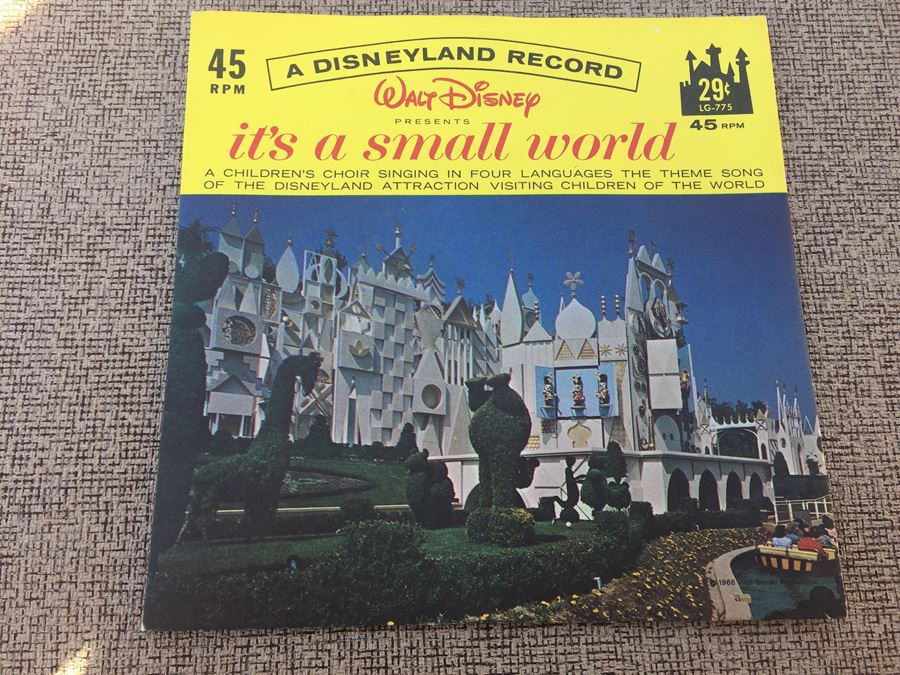 45
RPM
A DISNEYLAND RECORD
WALT DISNEY
PRESENTS
it's a small world
A CHILDREN'S CHOIR SINGING IN FOUR LANGUAGES THE THEME SONG
OF THE DISNEYLAND ATTRACTION VISITING CHILDREN OF THE WORLD
29¢
LG-775
45 RPM
© 1966